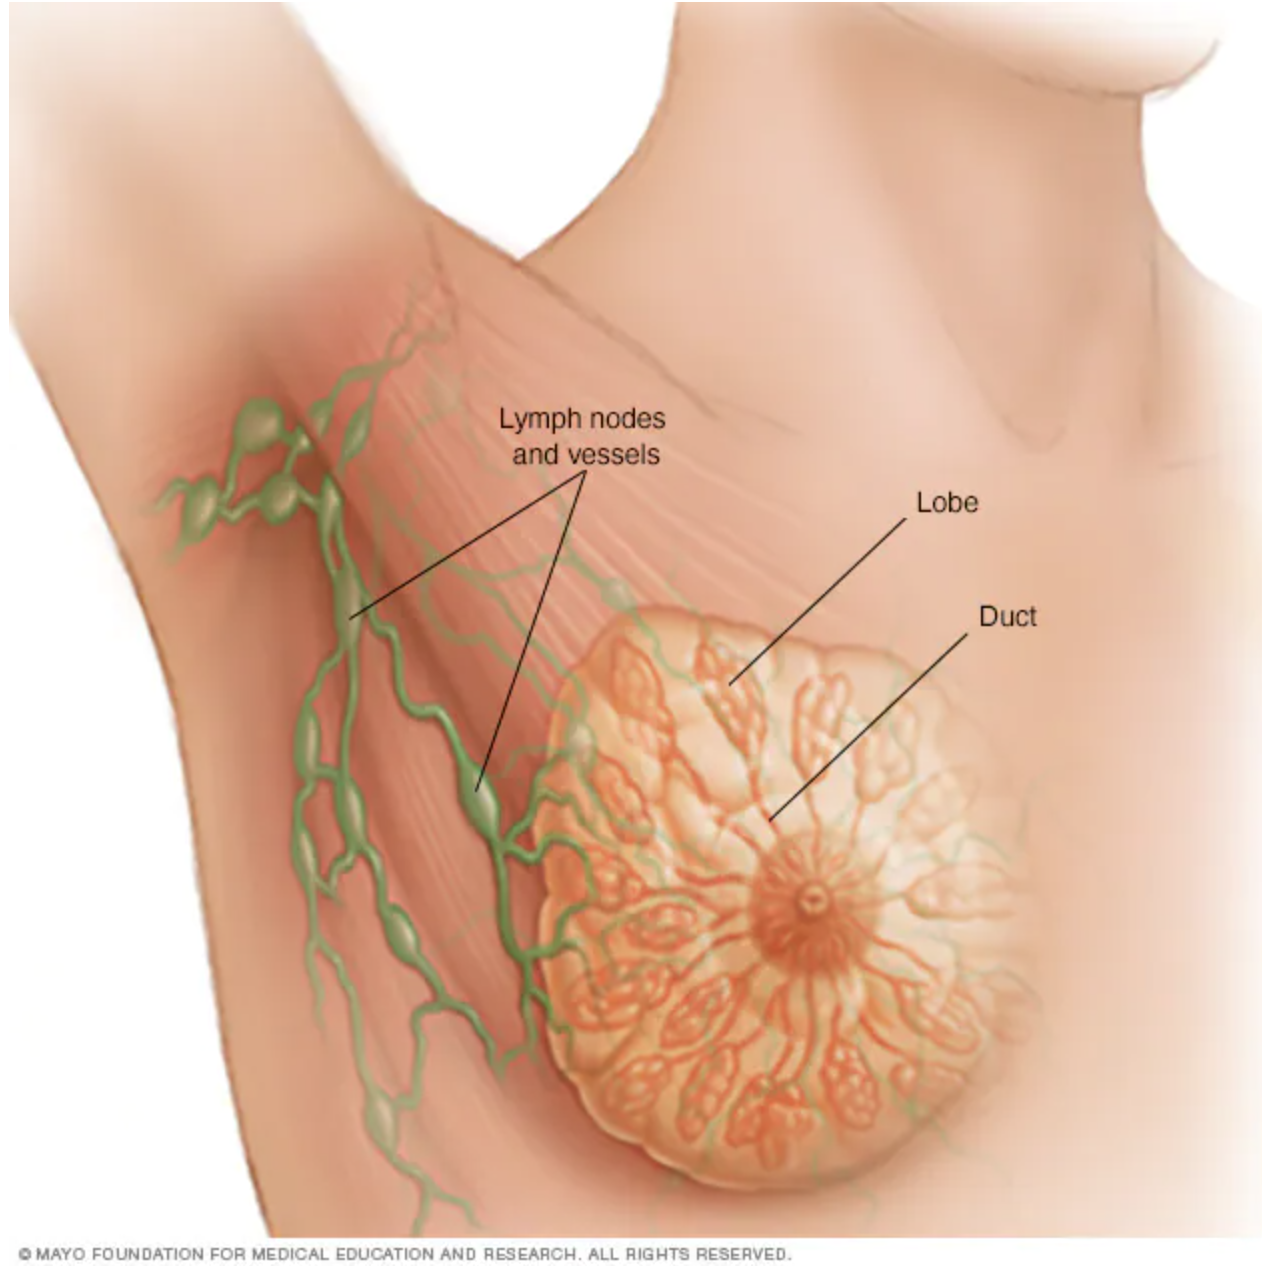 Lymph nodes
and vessels
Lobe
Duct
© MAYO FOUNDATION FOR MEDICAL EDUCATION AND RESEARCH. ALL RIGHTS RESERVED.